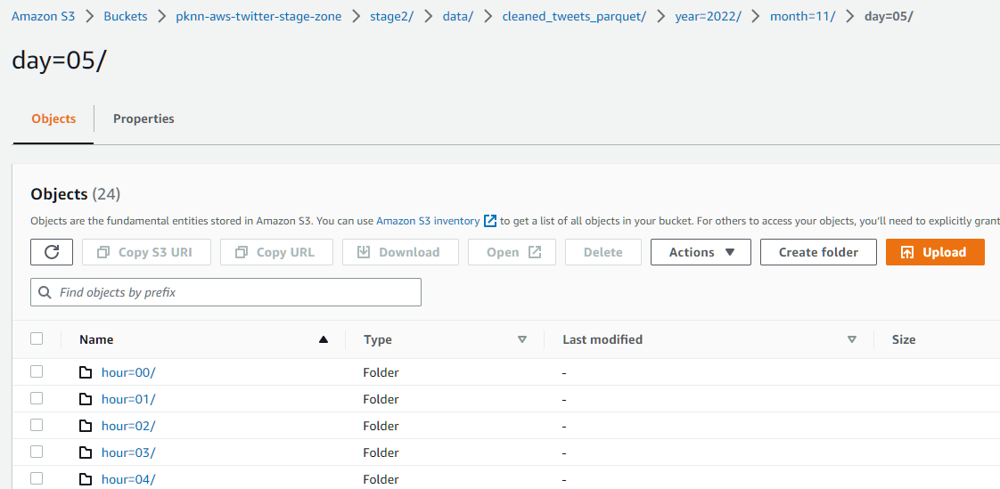 Amazon S3 > Buckets > pknn-aws-twitter-stage-zone > stage2/ > data/ > cleaned_tweets_parquet/ > year=2022/ > month=11/ > day=05/
day=05/
Objects Properties
Objects (24)
Objects are the fundamental entities stored in Amazon S3. You can use Amazon S3 inventory to get a list of all objects in your bucket. For others to access your objects, you'll need to explicitly grant
Copy S3 URI Copy URL Download Open Delete Actions Create folder Upload
Find objects by prefix
Name Type Last modified Size
hour=00/ Folder -
hour=01/ Folder -
hour=02/ Folder -
hour=03/ Folder -
hour=04/ Folder -